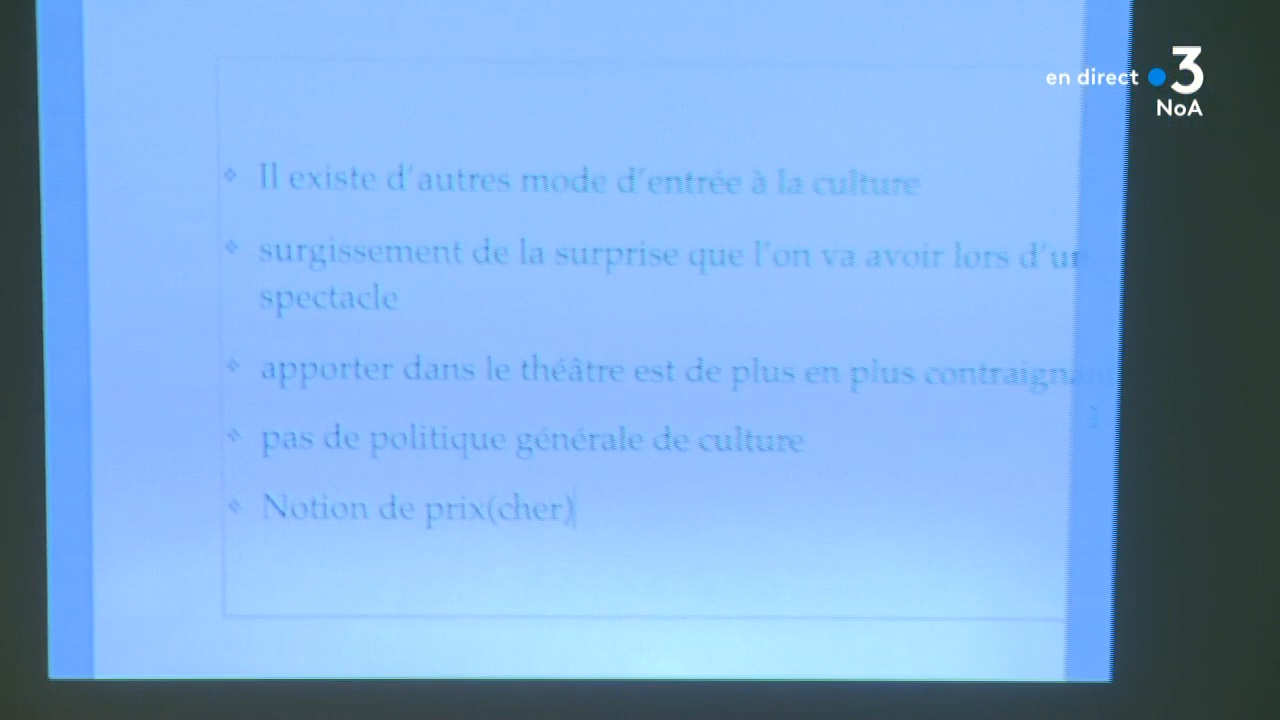 en direct 3
NoA
Il existe d'autres mode d'entrée à la culture
surgissement de la surprise que l'on va avoir lors d'un
spectacle
apporter dans le théâtre est de plus en plus contraignant
pas de politique générale de culture
Notion de prix(cher)